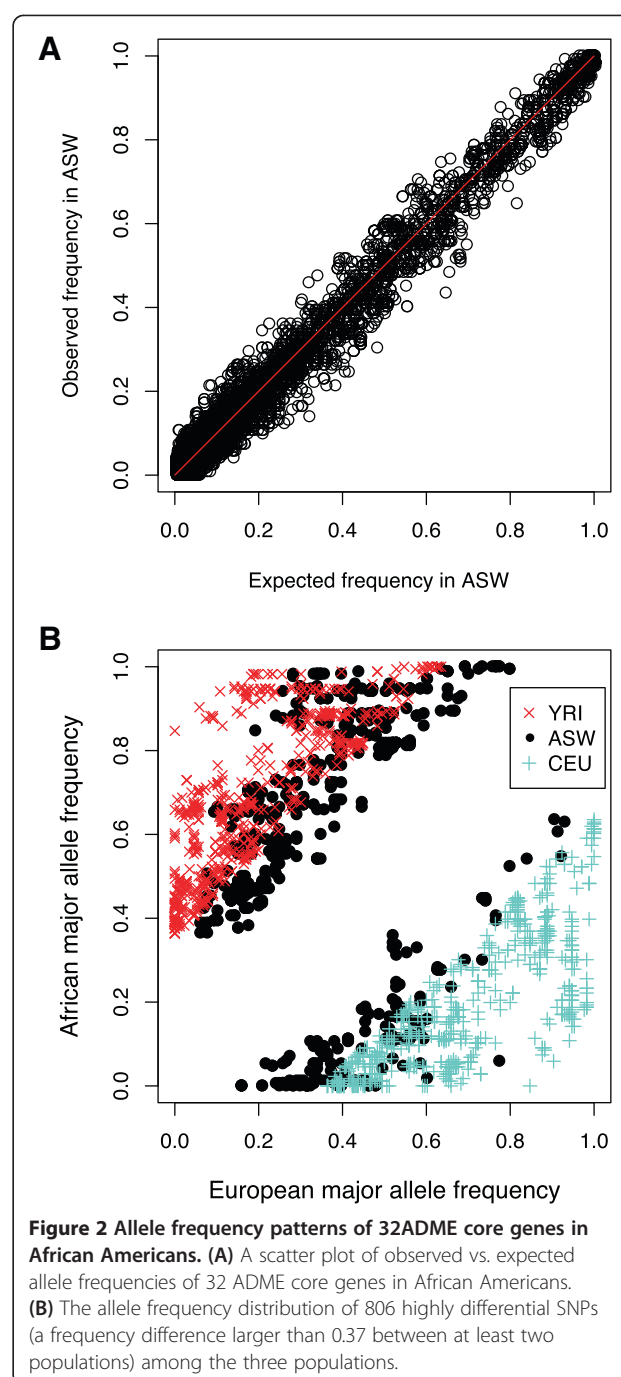 A
Observed frequency in ASW
1.0
0.8
0.6
0.4
0.2
0.0
0.0 0.2 0.4 0.6 0.8 1.0
Expected frequency in ASW
B
African major allele frequency
1.0
0.8
0.6
0.4
0.2
0.0
YRI
ASW
CEU
0.0 0.2 0.4 0.6 0.8 1.0
European major allele frequency
Figure 2 Allele frequency patterns of 32ADME core genes in
African Americans. (A) A scatter plot of observed vs. expected
allele frequencies of 32 ADME core genes in African Americans.
(B) The allele frequency distribution of 806 highly differential SNPs
(a frequency difference larger than 0.37 between at least two
populations) among the three populations.